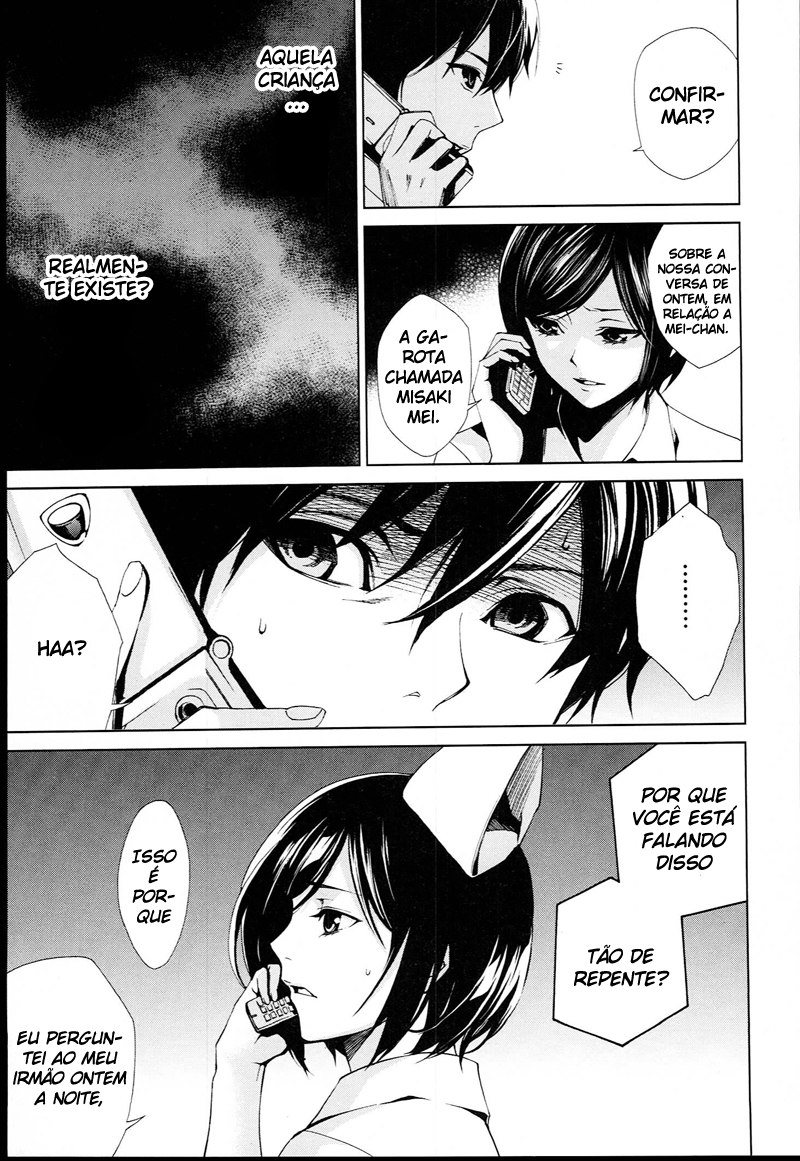 CONFIR-
MAR?
SOBRE A
NOSSA CON-
VERSA DE
ONTEM, EM
RELAÇÃO A
MEI-CHAN.
A GA-
ROTA
CHAMADA
MISAKI
MEI.
AQUELA
CRIANÇA
...
REALMEN-
TE EXISTE?
.........
HAA?
POR QUE
VOCÊ ESTÁ
FALANDO
DISSO
TÃO DE
REPENTE?
ISSO
É
POR-
QUE
EU PERGUN-
TEI AO MEU
IRMÃO ONTEM
A NOITE,